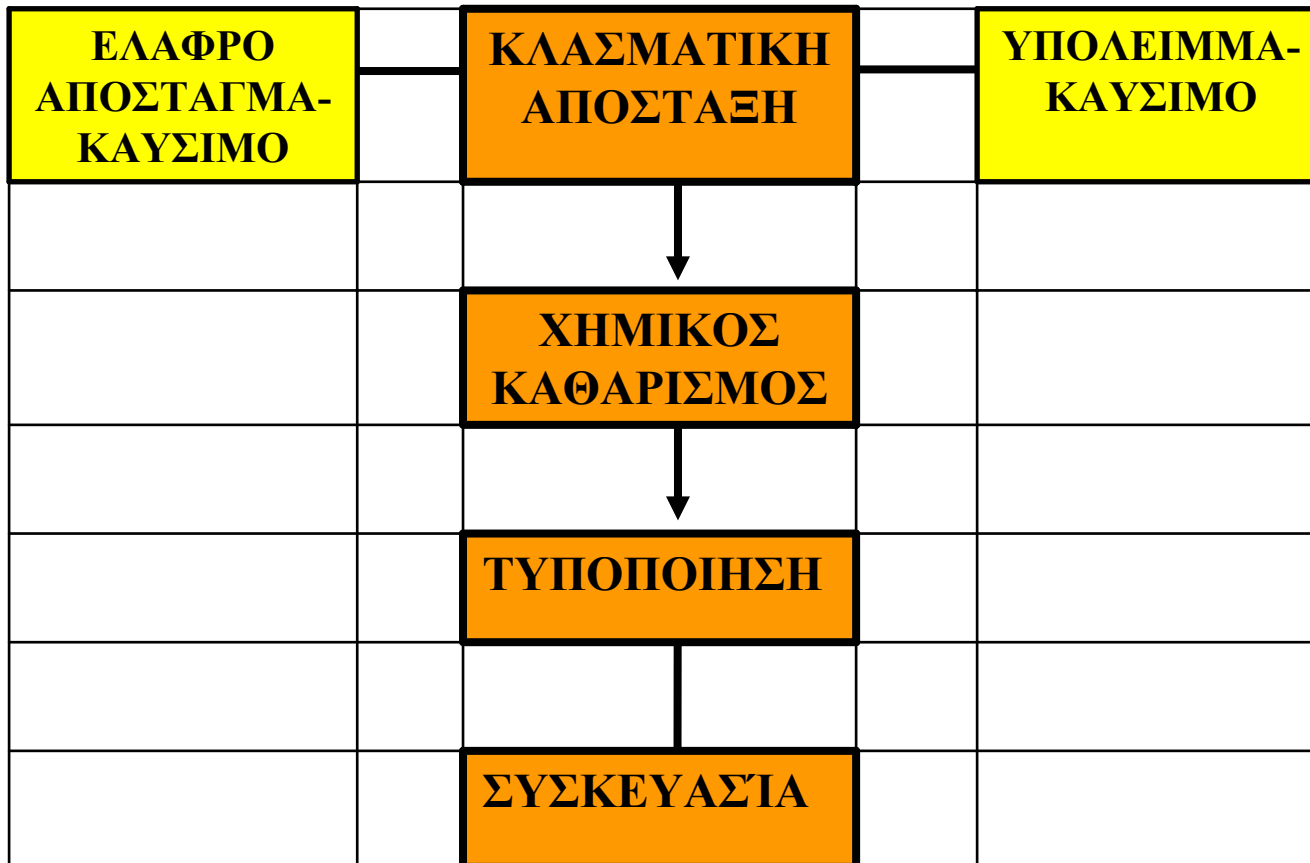 ΕΛΑΦΡΟ
ΑΠΟΣΤΑΓΜΑ-
ΚΑΥΣΙΜΟ
ΚΛΑΣΜΑΤΙΚΗ
ΑΠΟΣΤΑΞΗ
ΥΠΟΛΕΙΜΜΑ-
ΚΑΥΣΙΜΟ
ΧΗΜΙΚΟΣ
ΚΑΘΑΡΙΣΜΟΣ
ΤΥΠΟΠΟΙΗΣΗ
ΣΥΣΚΕΥΑΣΊΑ